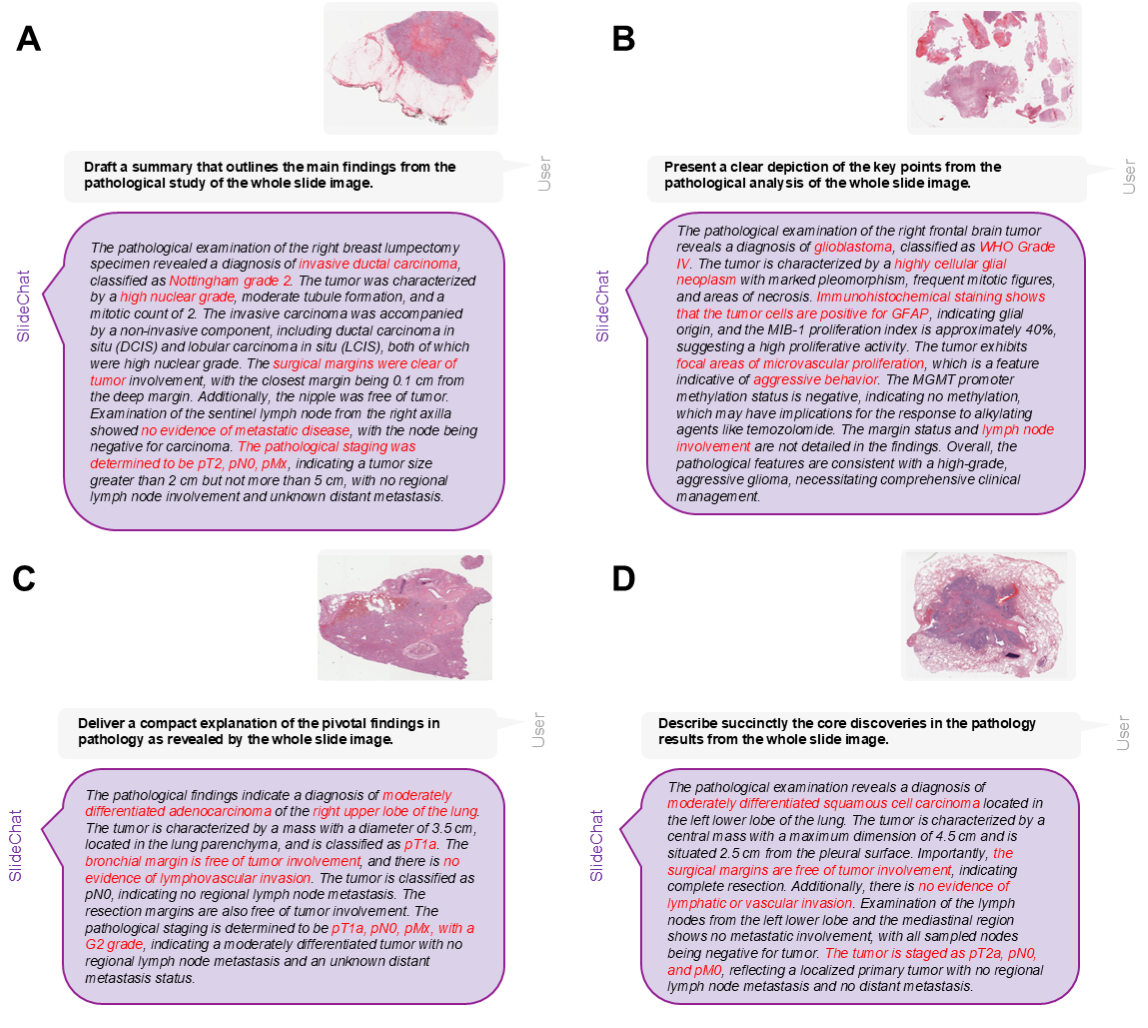 A
Draft a summary that outlines the main findings from the
pathological study of the whole slide image.
User
SlideChat
The pathological examination of the right breast lumpectomy
specimen revealed a diagnosis of invasive ductal carcinoma,
classified as Nottingham grade 2. The tumor was characterized
by a high nuclear grade, moderate tubule formation, and a
mitotic count of 2. The invasive carcinoma was accompanied
by a non-invasive component, including ductal carcinoma in
situ (DCIS) and lobular carcinoma in situ (LCIS), both of which
were high nuclear grade. The surgical margins were clear of
tumor involvement, with the closest margin being 0.1 cm from
the deep margin. Additionally, the nipple was free of tumor.
Examination of the sentinel lymph node from the right axilla
showed no evidence of metastatic disease, with the node being
negative for carcinoma. The pathological staging was
determined to be pT2, pN0, pMx, indicating a tumor size
greater than 2 cm but not more than 5 cm, with no regional
lymph node involvement and unknown distant metastasis.
B
Present a clear depiction of the key points from the
pathological analysis of the whole slide image.
User
SlideChat
The pathological examination of the right frontal brain tumor
reveals a diagnosis of glioblastoma, classified as WHO Grade
IV. The tumor is characterized by a highly cellular glial
neoplasm with marked pleomorphism, frequent mitotic figures,
and areas of necrosis. Immunohistochemical staining shows
that the tumor cells are positive for GFAP, indicating glial
origin, and the MIB-1 proliferation index is approximately 40%,
suggesting a high proliferative activity. The tumor exhibits
focal areas of microvascular proliferation, which is a feature
indicative of aggressive behavior. The MGMT promoter
methylation status is negative, indicating no methylation,
which may have implications for the response to alkylating
agents like temozolomide. The margin status and lymph node
involvement are not detailed in the findings. Overall, the
pathological features are consistent with a high-grade,
aggressive glioma, necessitating comprehensive clinical
management.
C
Deliver a compact explanation of the pivotal findings in
pathology as revealed by the whole slide image.
User
SlideChat
The pathological findings indicate a diagnosis of moderately
differentiated adenocarcinoma of the right upper lobe of the lung.
The tumor is characterized by a mass with a diameter of 3.5 cm,
located in the lung parenchyma, and is classified as pT1a. The
bronchial margin is free of tumor involvement, and there is no
evidence of lymphovascular invasion. The tumor is classified as
pN0, indicating no regional lymph node metastasis. The
resection margins are also free of tumor involvement. The
pathological staging is determined to be pT1a, pN0, pMx, with a
G2 grade, indicating a moderately differentiated tumor with no
regional lymph node metastasis and an unknown distant
metastasis status.
D
Describe succinctly the core discoveries in the pathology
results from the whole slide image.
User
SlideChat
The pathological examination reveals a diagnosis of
moderately differentiated squamous cell carcinoma located in
the left lower lobe of the lung. The tumor is characterized by a
central mass with a maximum dimension of 4.5 cm and is
situated 2.5 cm from the pleural surface. Importantly, the
surgical margins are free of tumor involvement, indicating
complete resection. Additionally, there is no evidence of
lymphatic or vascular invasion. Examination of the lymph
nodes from the left lower lobe and the mediastinal region
shows no metastatic involvement, with all sampled nodes
being negative for tumor. The tumor is staged as pT2a, pN0,
and pM0, reflecting a localized primary tumor with no regional
lymph node metastasis and no distant metastasis.